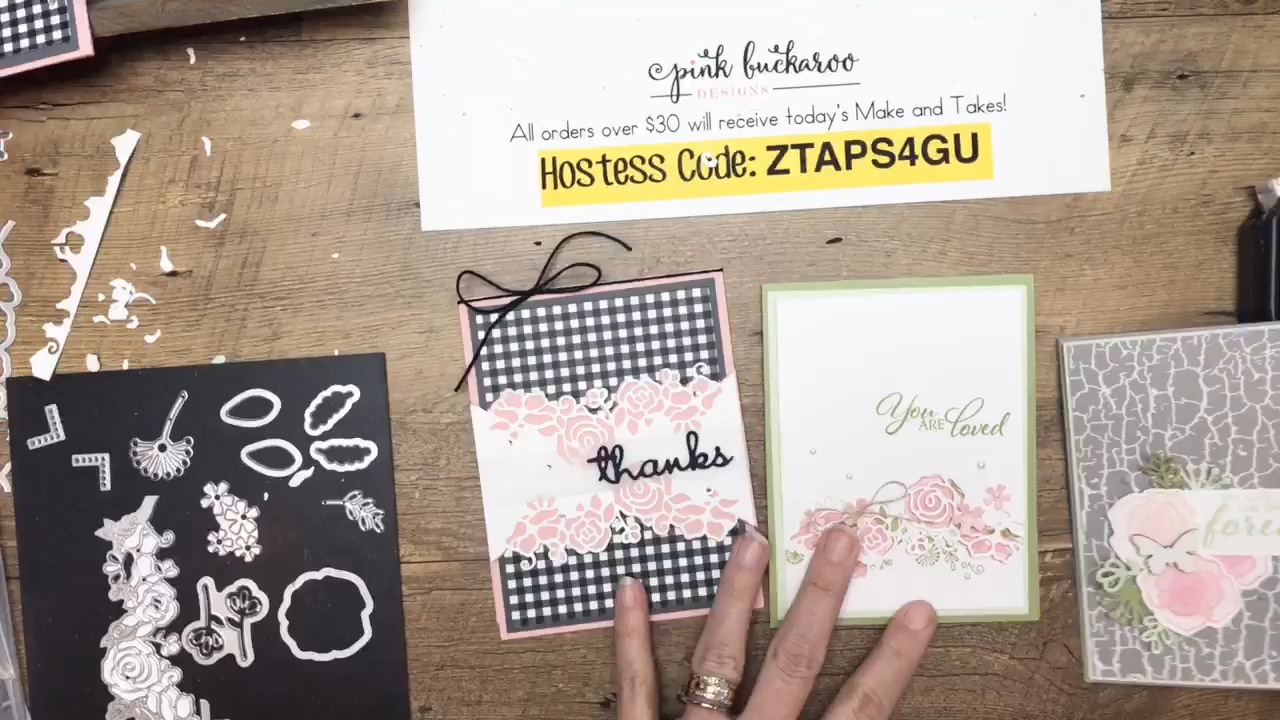 pink buckaroo
DESIGNS
All orders over $30 will receive today's Make and Takes!
Hostess Code: ZTAPS4GU
thanks
You
ARE loved